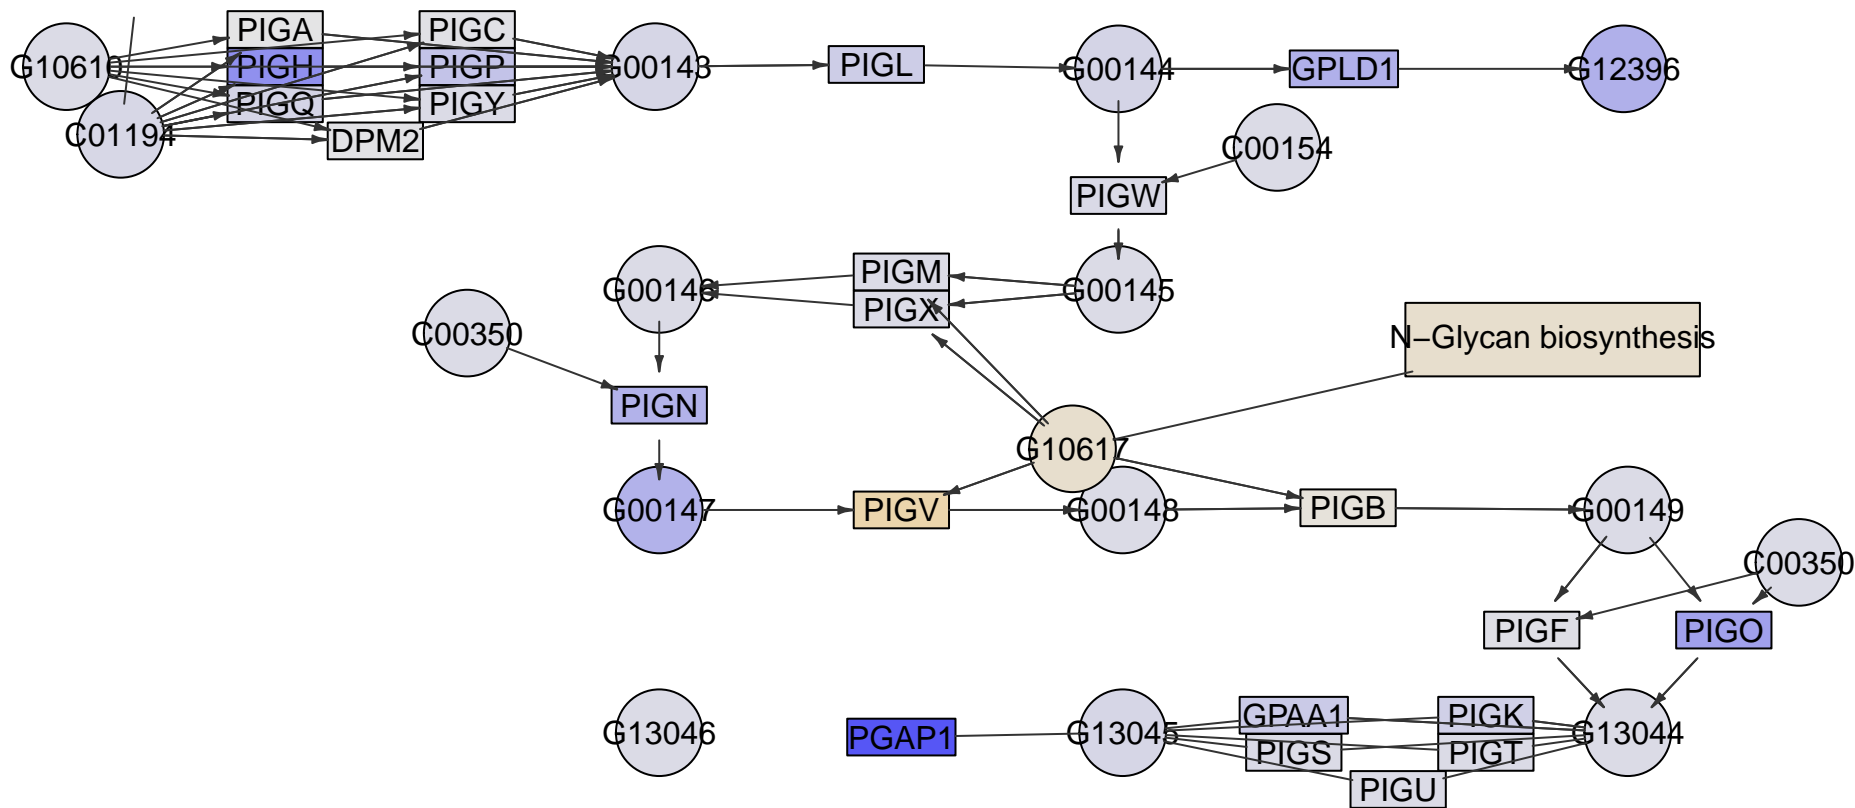 PIGA
PIGC
G10610
PIGH
PIGP
G00143
PIGL
G00144
GPLD1
G12396
PIGQ
PIGY
C01194
DPM2
C00154
PIGW
PIGM
G00146
G00145
PIGX
C00350
N−Glycan biosynthesis
PIGN
G10617
G00147
PIGV
G00148
PIGB
G00149
C00350
PIGF
PIGO
GPAA1
PIGK
G13046
PGAP1
G13045
G13044
PIGS
PIGT
PIGU